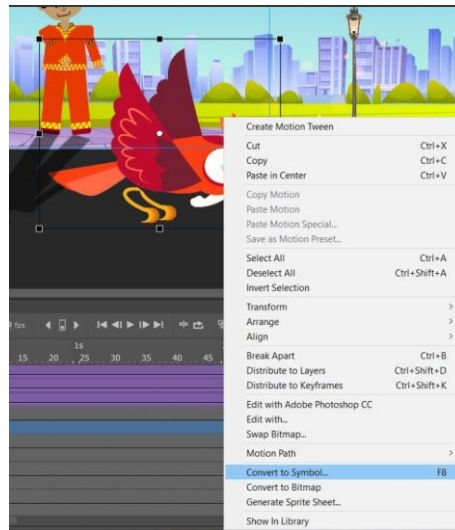 Create Motion Tween
Cut Ctrl+X
Copy Ctrl+C
Paste in Center Ctrl+V
Copy Motion
Paste Motion
Paste Motion Special...
Save as Motion Preset...
Select All Ctrl+A
Deselect All Ctrl+Shift+A
Invert Selection
Transform
Arrange
Align
Break Apart Ctrl+B
Distribute to Layers Ctrl+Shift+D
Distribute to Keyframes Ctrl+Shift+K
Edit with Adobe Photoshop CC
Edit with...
Swap Bitmap...
Motion Path
Convert to Symbol... F8
Convert to Bitmap
Generate Sprite Sheet...
Show In Library
fps
1s
15 20 25 30 35 40 45